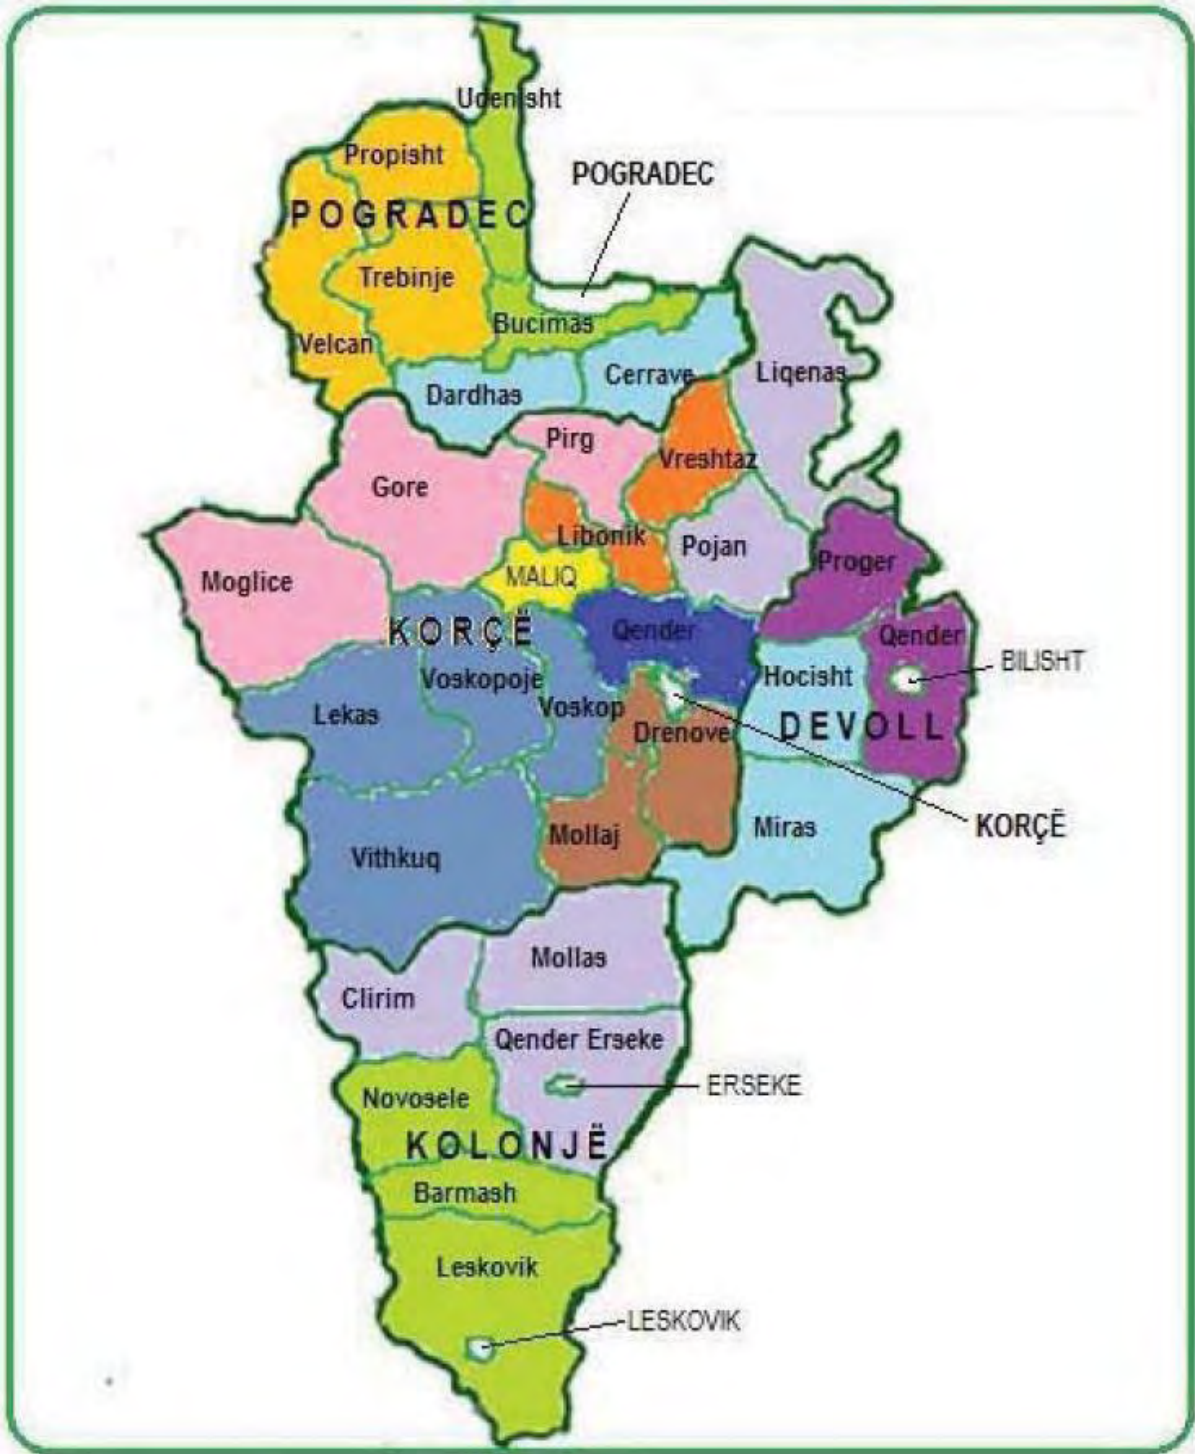 Udenisht
Propisht
POGRADEC
POGRADEC
Trebinje
Bucimas
Velcan
Cerrave
Liqenas
Dardhas
Pirg
Vreshtaz
Gore
Libonik
Pojan
Proger
MALIQ
Moglice
KORÇË
Qender
Qender
BILISHT
Hocisht
Voskopoje
Voskop
Lekas
DEVOLL
Drenove
KORÇË
Miras
Mollaj
Vithkuq
Mollas
Clirim
Qender Erseke
ERSEKE
Novosele
KOLONJË
Barmash
Leskovik
LESKOVIK